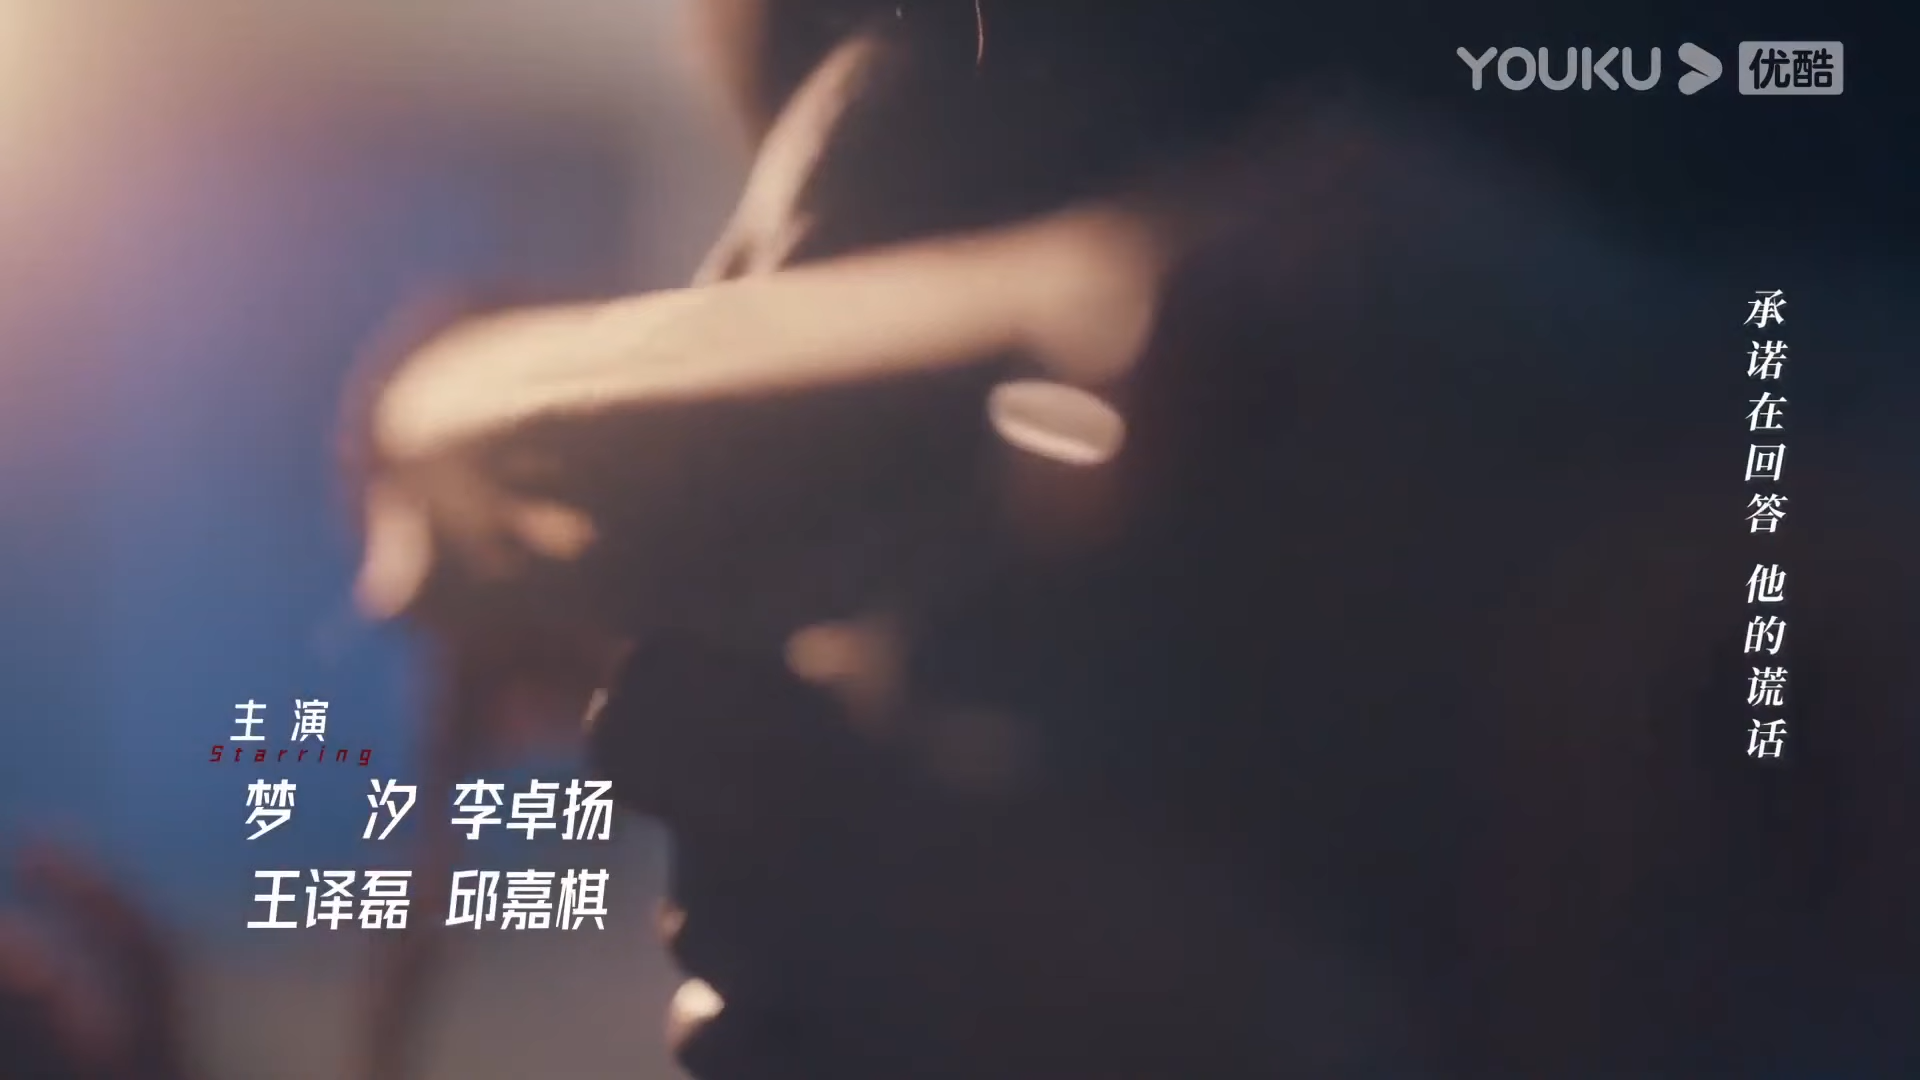 YOUKU 优酷
承诺在回答 他的谎话
主演
Starring
梦 汐 李卓扬
王译磊 邱嘉棋